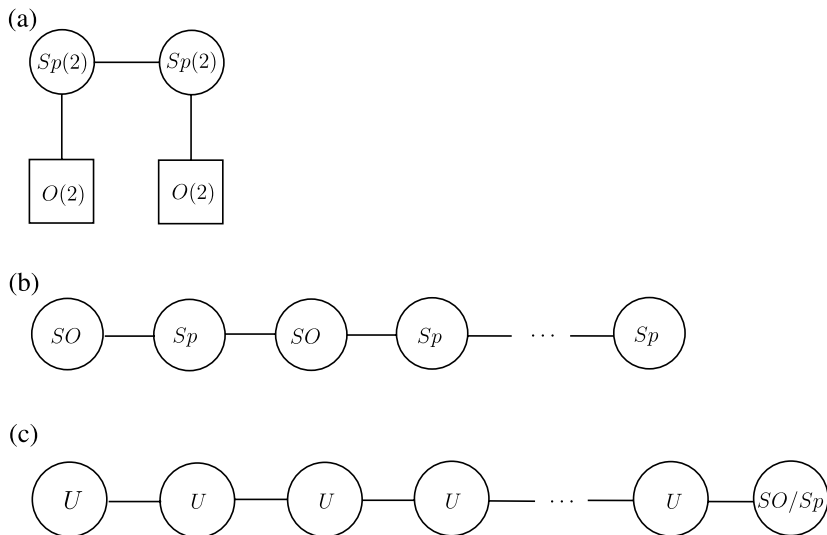 (a)
Sp(2) Sp(2)
O(2) O(2)
(b)
SO Sp SO Sp ··· Sp
(c)
U U U U ··· U SO/Sp